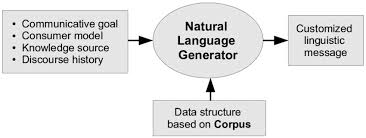 • Communicative goal
• Consumer model
• Knowledge source
• Discourse history
Natural
Language
Generator
Customized
linguistic
message
Data structure
based on Corpus